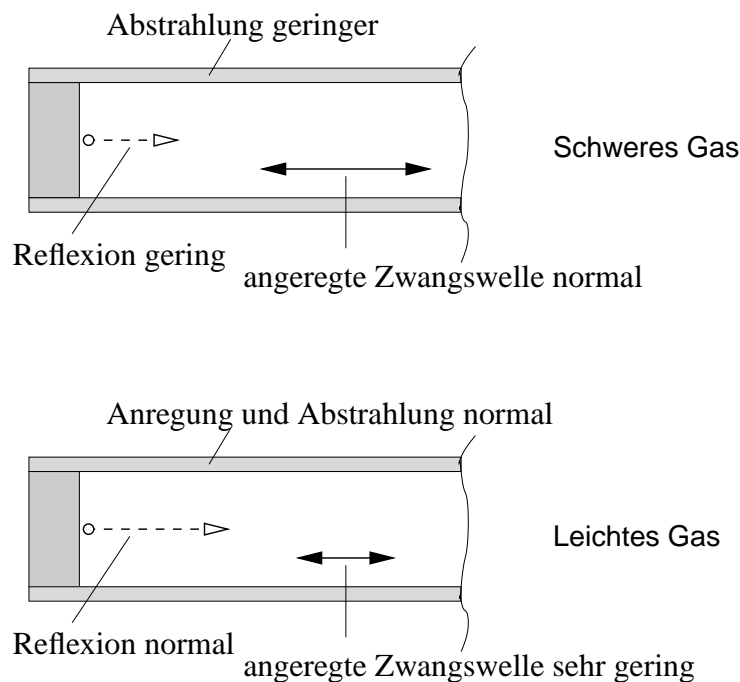 Abstrahlung geringer
Schweres Gas
Reflexion gering
angeregte Zwangswelle normal
Anregung und Abstrahlung normal
Leichtes Gas
Reflexion normal
angeregte Zwangswelle sehr gering